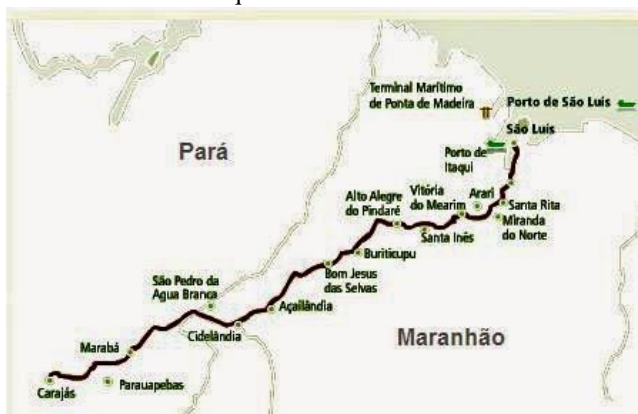 Terminal Marítimo
de Ponta de Madeira
Porto de São Luís
São Luís
Pará
Porto de
Itaqui
Alto Alegre
do Pindaré
Vitória
do Mearim
Arari
Santa Rita
Miranda
do Norte
Santa Inês
Buriticupu
Bom Jesus
das Selvas
São Pedro da
Agua Branca
Açailândia
Cidelândia
Maranhão
Marabá
Carajás
Parauapebas